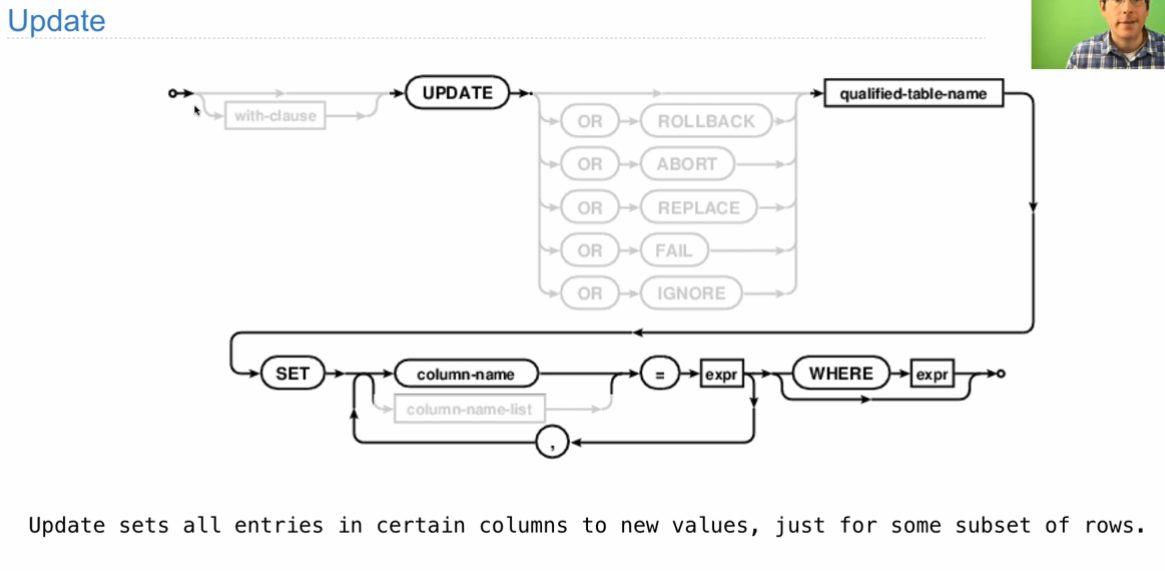 Update
UPDATE qualified-table-name
with-clause
OR ROLLBACK
OR ABORT
OR REPLACE
OR FAIL
OR IGNORE
SET column-name = expr WHERE expr
column-name-list
,
Update sets all entries in certain columns to new values, just for some subset of rows.